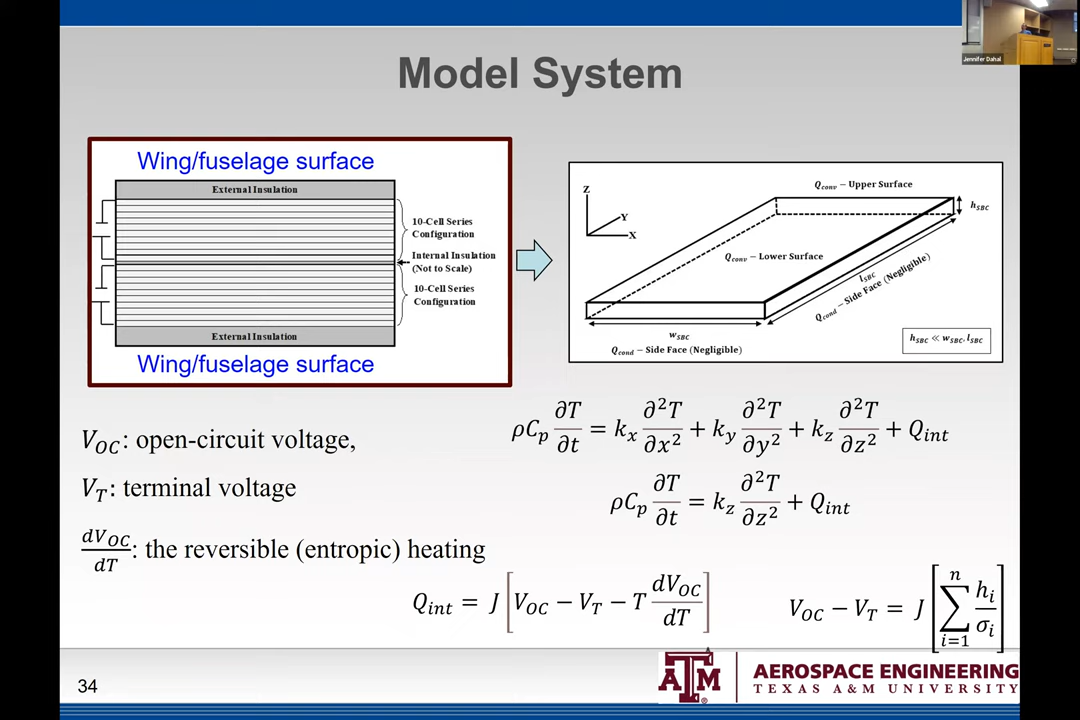 Jennifer Dahal
Model System
Wing/fuselage surface
External Insulation
10-Cell Series
Configuration
Internal Insulation
(Not to Scale)
10-Cell Series
Configuration
External Insulation
Wing/fuselage surface
Z
Y
X
Q_conv − Upper Surface
h_SBC
Q_conv − Lower Surface
l_SBC
Q_cond − Side Face (Negligible)
w_SBC
Q_cond − Side Face (Negligible)
h_SBC ≪ w_SBC, l_SBC
ρC_p ∂T/∂t = k_x ∂²T/∂x² + k_y ∂²T/∂y² + k_z ∂²T/∂z² + Q_int
ρC_p ∂T/∂t = k_z ∂²T/∂z² + Q_int
V_OC: open-circuit voltage,
V_T: terminal voltage
dV_OC/dT: the reversible (entropic) heating
Q_int = J [V_OC − V_T − T dV_OC/dT]
V_OC − V_T = J [∑_{i=1}^{n} h_i/σ_i]
34
ATM
AEROSPACE ENGINEERING
TEXAS A&M UNIVERSITY